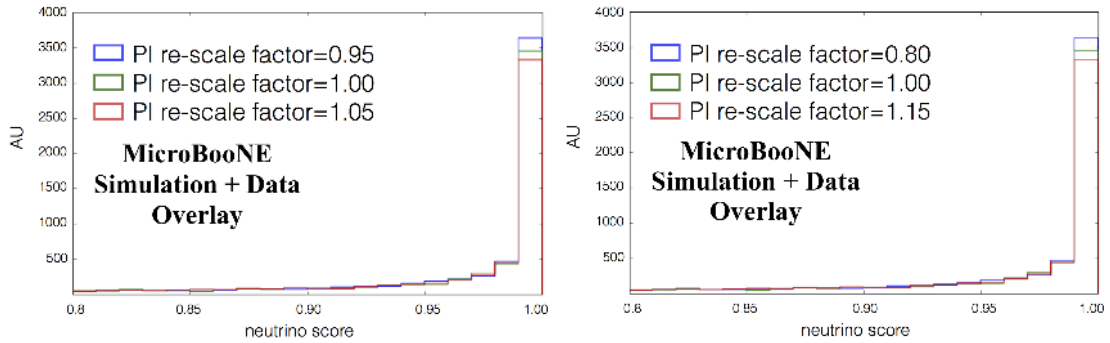 4000
3500
3000
2500
2000
1500
1000
500
AU
PI re-scale factor=0.95
PI re-scale factor=1.00
PI re-scale factor=1.05
MicroBooNE
Simulation + Data
Overlay
0.8 0.85 0.90 0.95 1.00
neutrino score
4000
3500
3000
2500
2000
1500
1000
500
AU
PI re-scale factor=0.80
PI re-scale factor=1.00
PI re-scale factor=1.15
MicroBooNE
Simulation + Data
Overlay
0.8 0.85 0.90 0.95 1.00
neutrino score